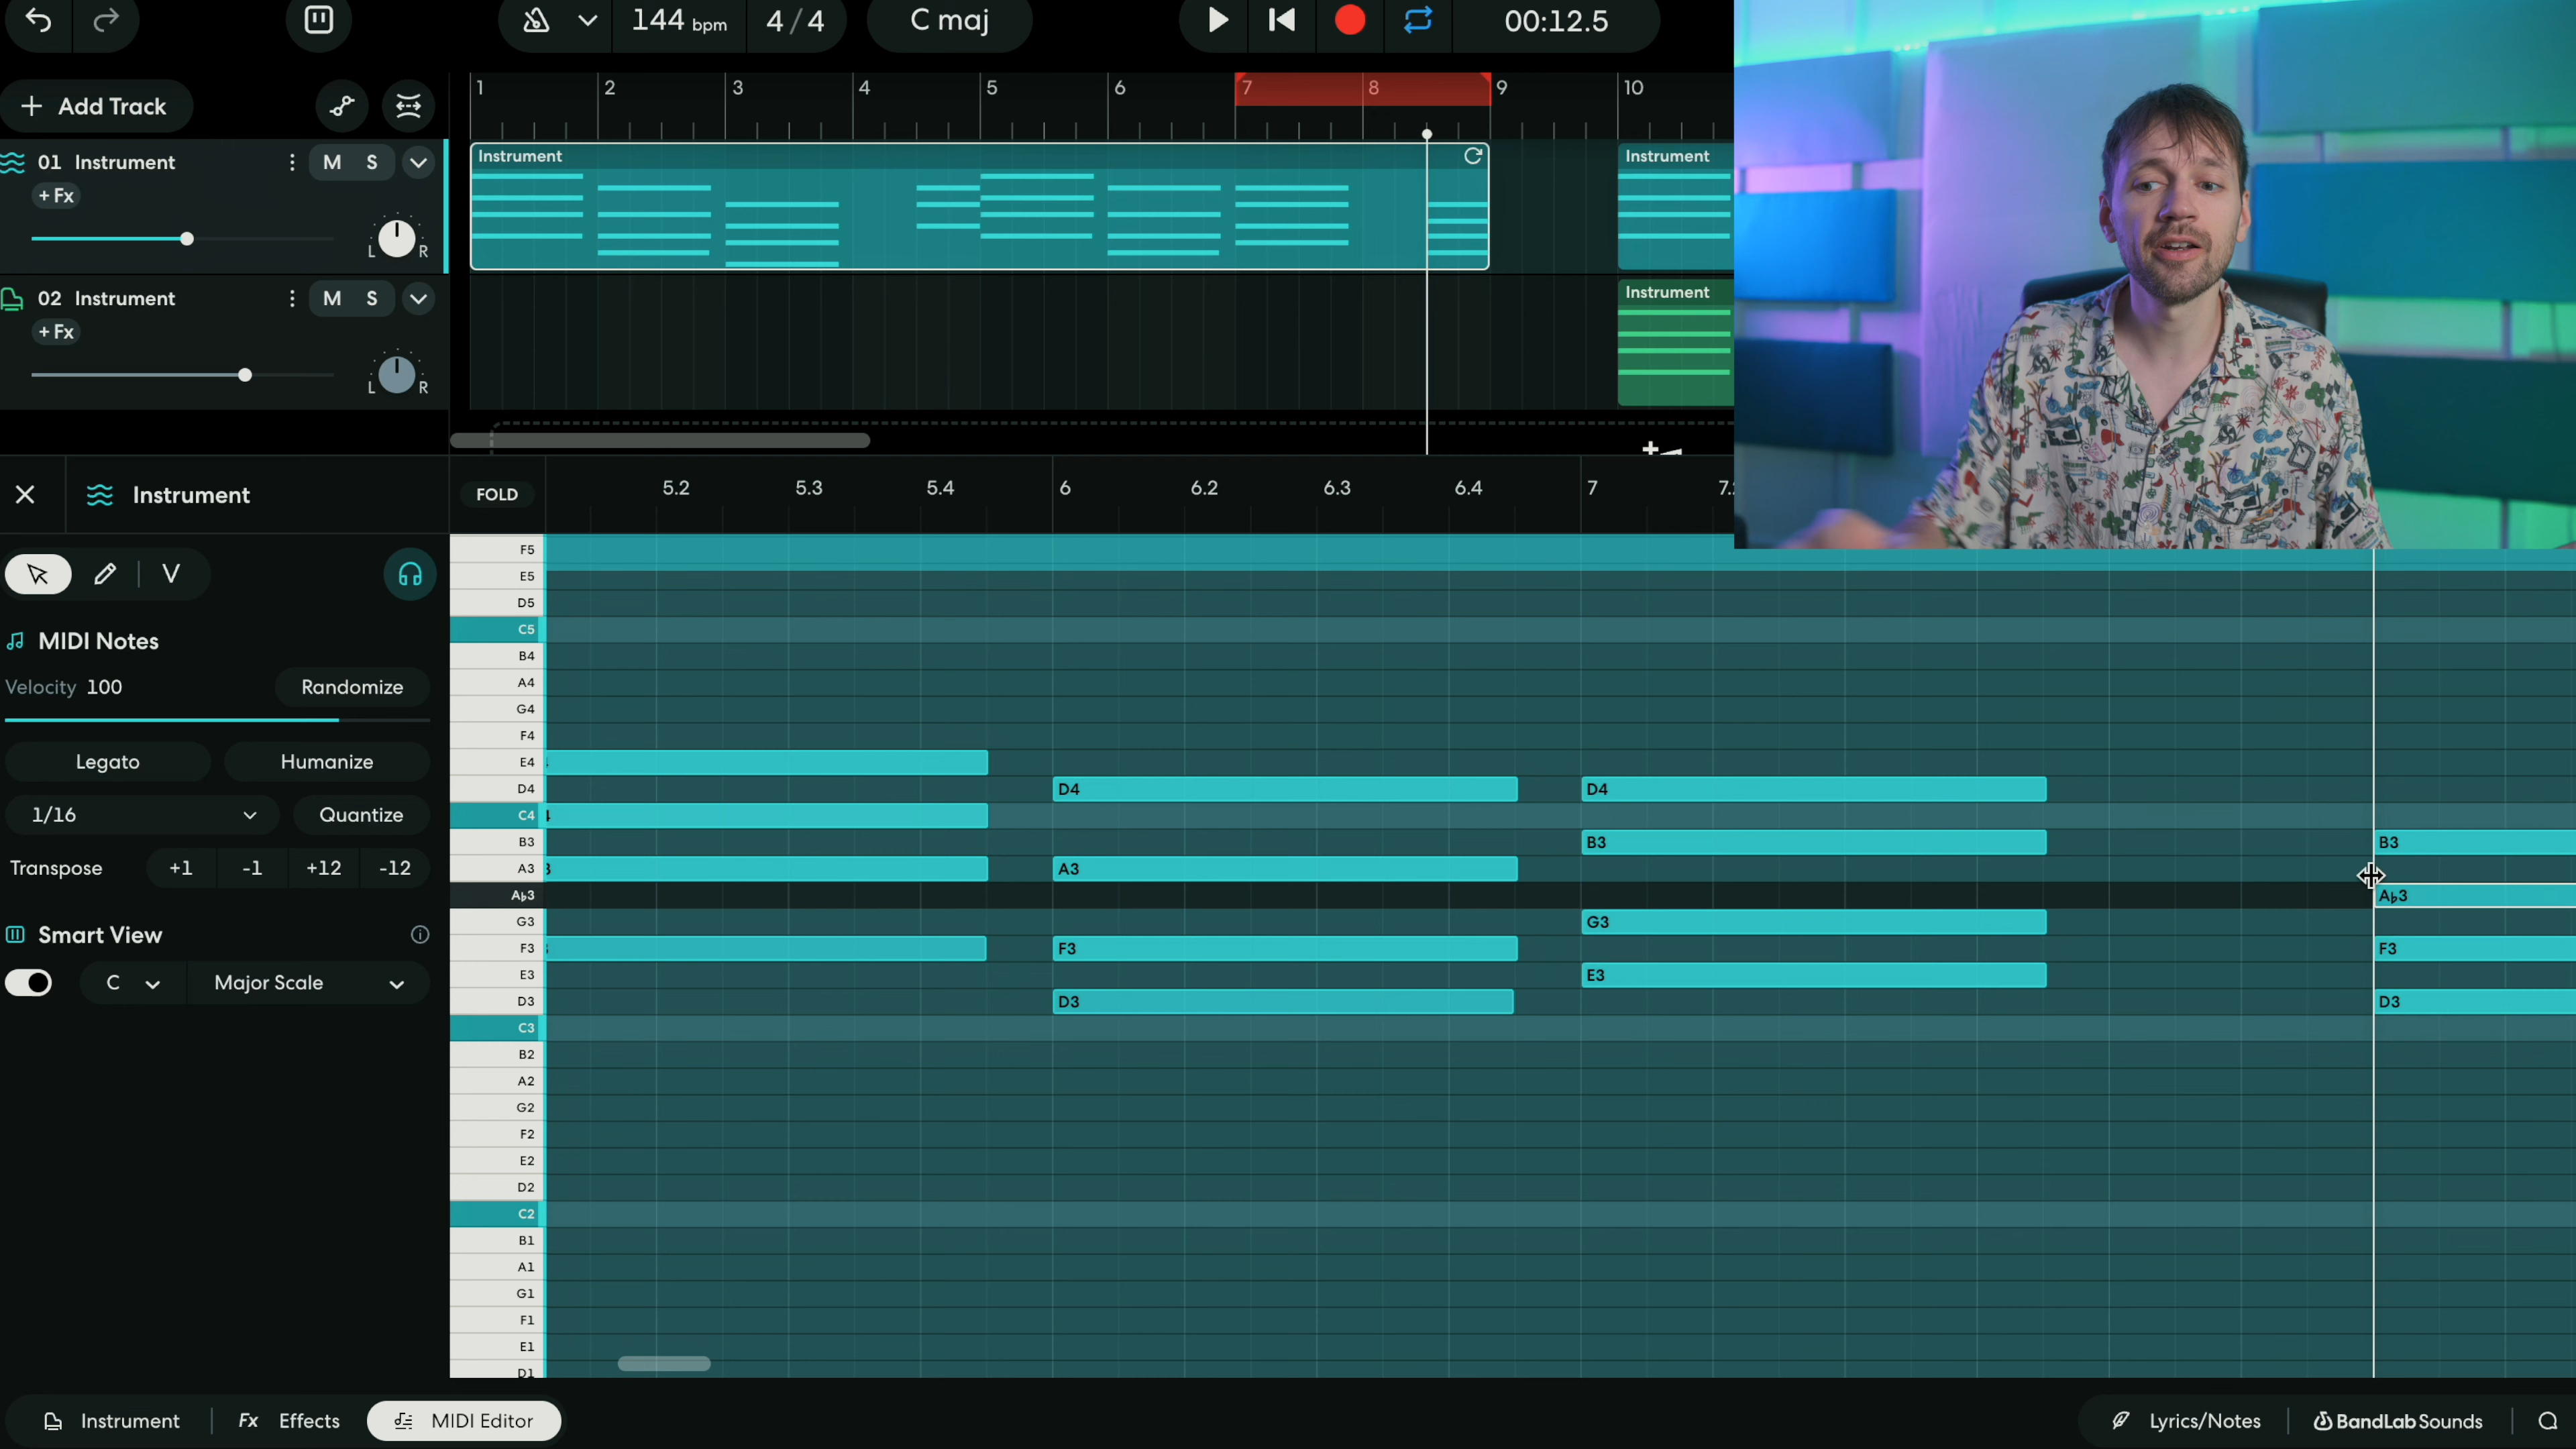 144 bpm
4/4
C maj
00:12.5
Add Track
1 2 3 4 5 6 7 8 9 10
01 Instrument
M S
+ Fx
L R
Instrument
Instrument
02 Instrument
M S
+ Fx
L R
Instrument
Instrument
FOLD
5.2 5.3 5.4 6 6.2 6.3 6.4 7
MIDI Notes
Velocity 100
Randomize
Legato
Humanize
1/16
Quantize
Transpose +1 -1 +12 -12
Smart View
C
Major Scale
F5
E5
D5
C5
B4
A4
G4
F4
E4
D4 D4 D4
C4
B3 B3 B3
A3 A3
A♭3 A♭3
G3 G3
F3 F3 F3
E3 E3
D3 D3 D3
C3
B2
A2
G2
F2
E2
D2
C2
B1
A1
G1
F1
E1
D1
Instrument
Fx Effects
MIDI Editor
Lyrics/Notes
BandLab Sounds